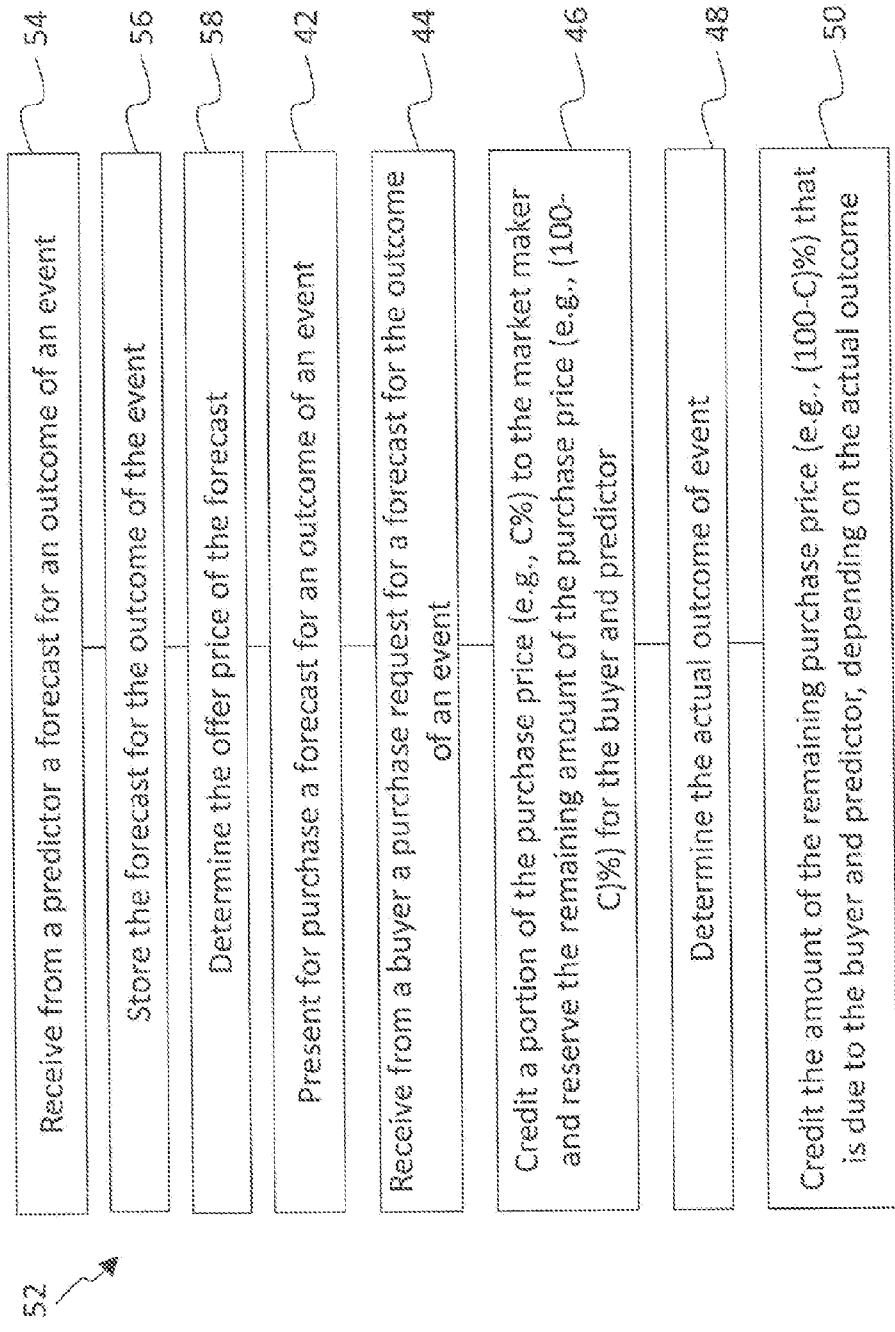 52
Receive from a predictor a forecast for an outcome of an event
54
Store the forecast for the outcome of the event
56
Determine the offer price of the forecast
58
Present for purchase a forecast for an outcome of an event
42
Receive from a buyer a purchase request for a forecast for the outcome
of an event
44
Credit a portion of the purchase price (e.g., C%) to the market maker
and reserve the remaining amount of the purchase price (e.g., (100-
C)%) for the buyer and predictor
46
Determine the actual outcome of event
48
Credit the amount of the remaining purchase price (e.g., (100-C)%) that
is due to the buyer and predictor, depending on the actual outcome
50